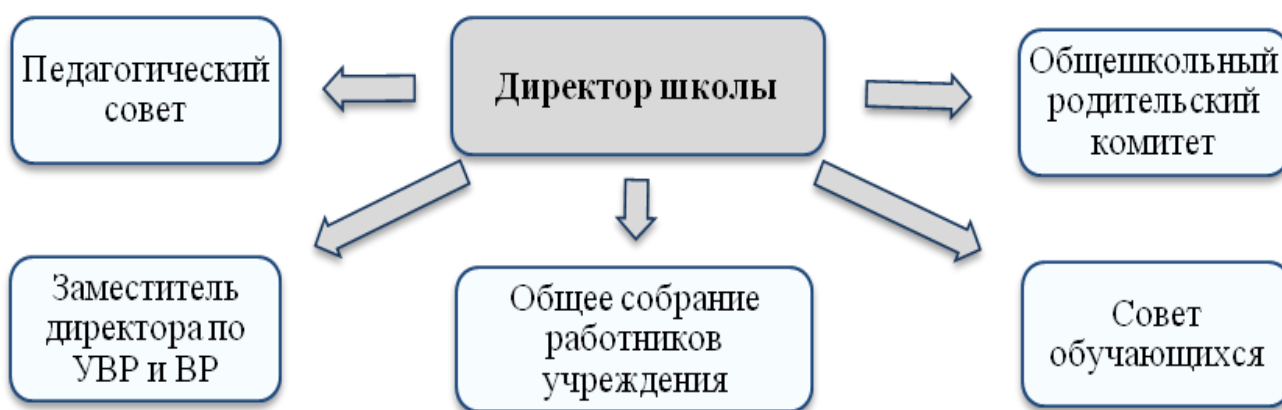 Педагогический
совет
Директор школы
Общешкольный
родительский
комитет
Заместитель
директора по
УВР и ВР
Общее собрание
работников
учреждения
Совет
обучающихся